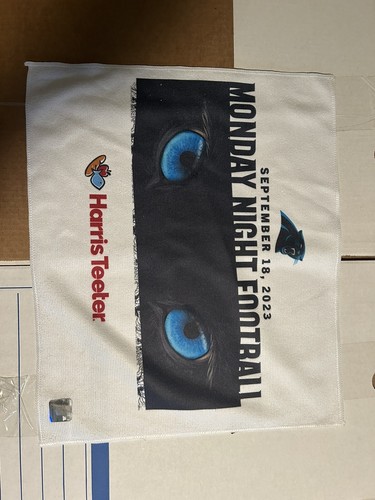 SEPTEMBER 18, 2023
MONDAY NIGHT FOOTBALL
Harris Teeter